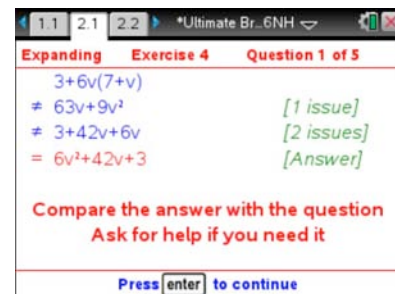 1.1 2.1 2.2 *Ultimate Br…6NH
Expanding Exercise 4 Question 1 of 5
3+6v(7+v)
≠ 63v+9v² [1 issue]
≠ 3+42v+6v [2 issues]
= 6v²+42v+3 [Answer]
Compare the answer with the question
Ask for help if you need it
Press enter to continue